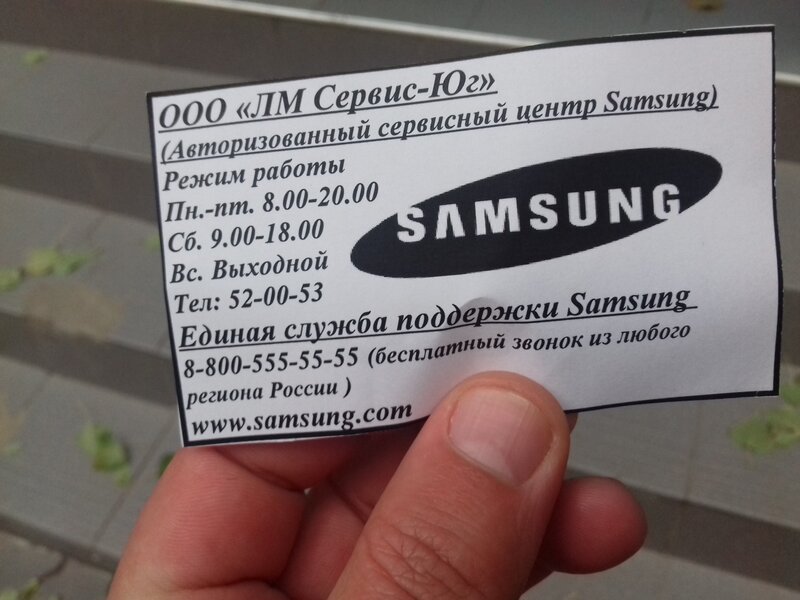 ООО «ЛМ Сервис-Юг»
(Авторизованный сервисный центр Samsung)
Режим работы
Пн.-пт. 8.00-20.00
Сб. 9.00-18.00
Вс. Выходной
Тел: 52-00-53
SAMSUNG
Единая служба поддержки Samsung
8-800-555-55-55 (бесплатный звонок из любого
региона России )
www.samsung.com